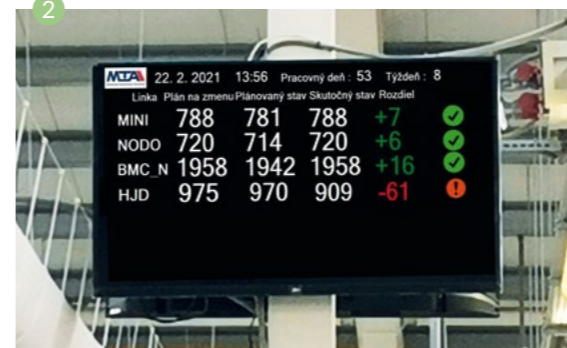 2
MTA 22. 2. 2021 13:56 Pracovný deň : 53 Týždeň : 8
Linka Plán na zmenu Plánovaný stav Skutočný stav Rozdiel
MINI 788 781 788 +7
NODO 720 714 720 +6
BMC_N 1958 1942 1958 +16
HJD 975 970 909 -61 !